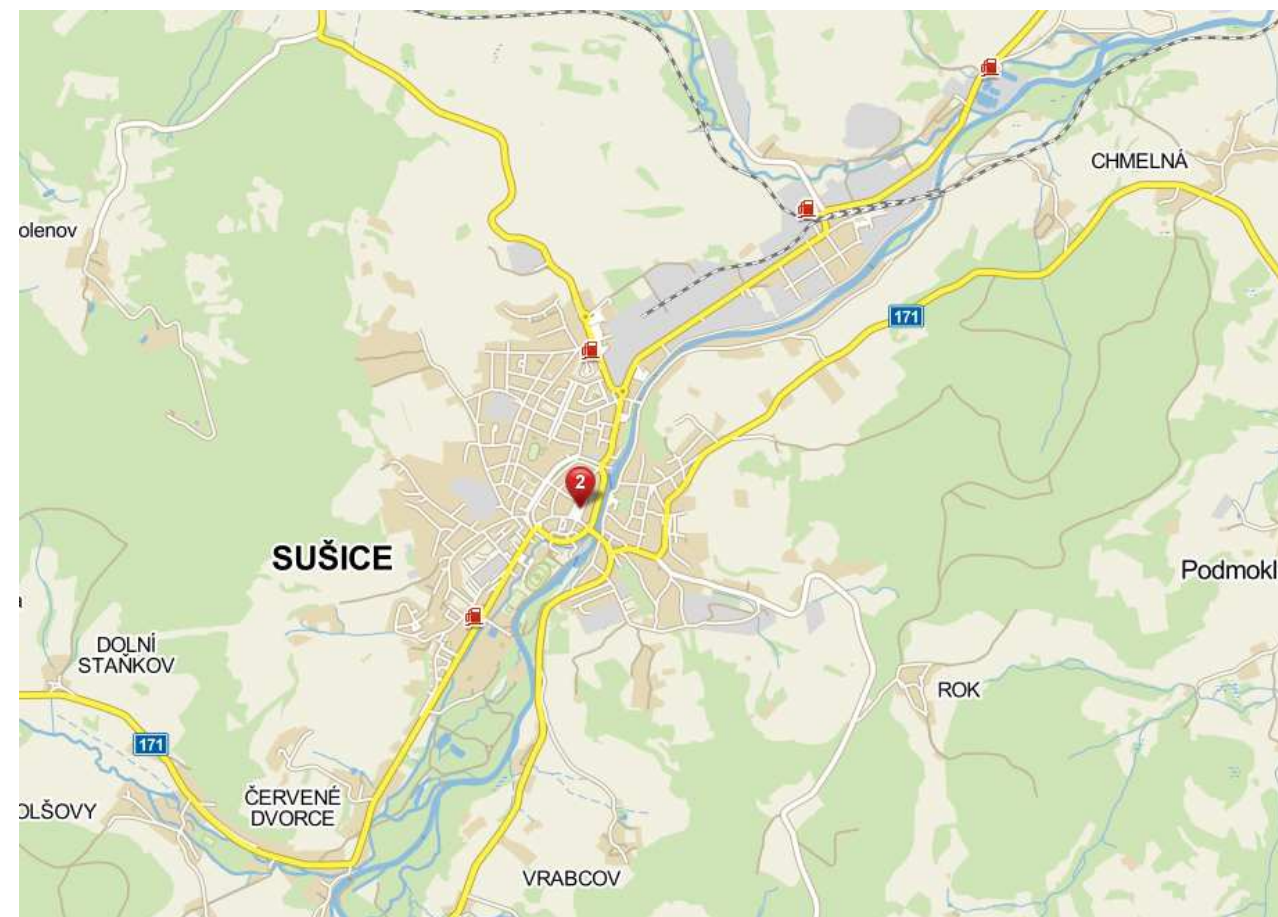 CHMELNÁ
olenov
171
2
SUŠICE
Podmokl
DOLNÍ
STAŇKOV
ROK
171
ČERVENÉ
DVORCE
OLŠOVY
VRABCOV